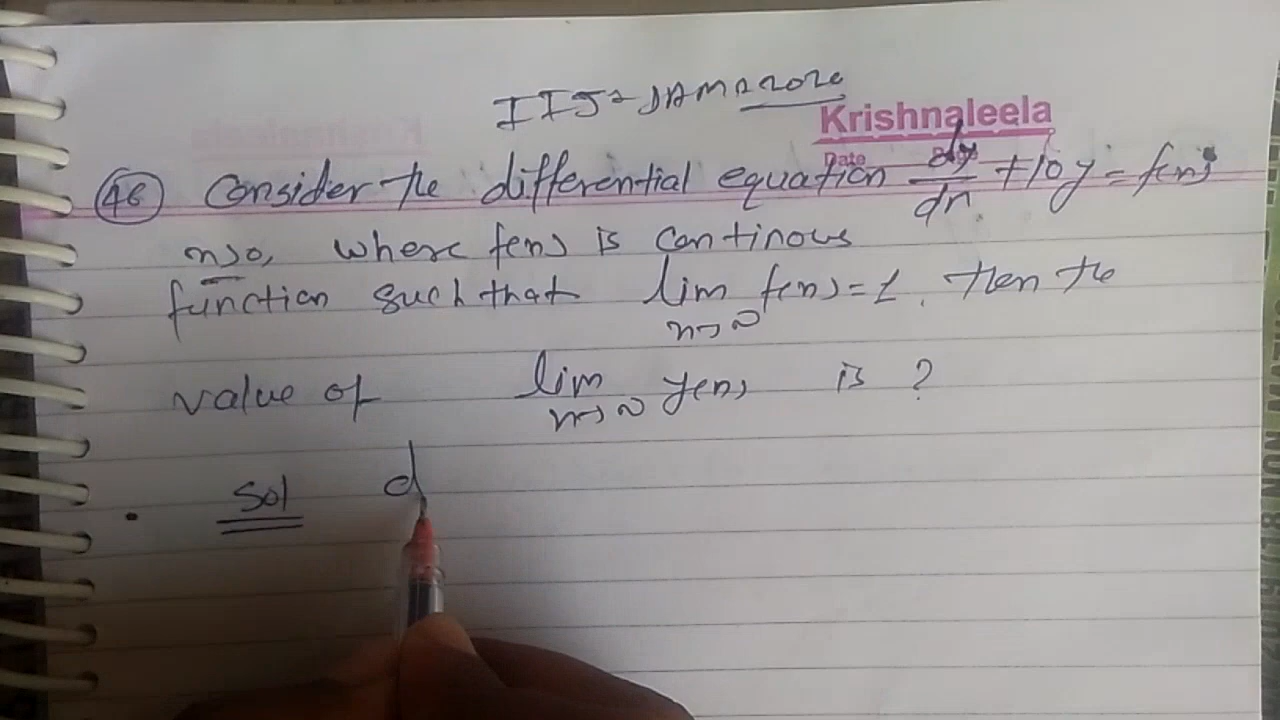 IIJ-JAM-2020
Krishnaleela
Date
46 Consider the differential equation dy/dx + 10y = f(x),
x>0, where f(x) is continous
function such that lim x→∞ f(x) = 1. Then the
value of lim x→∞ y(x) is ?
Sol d